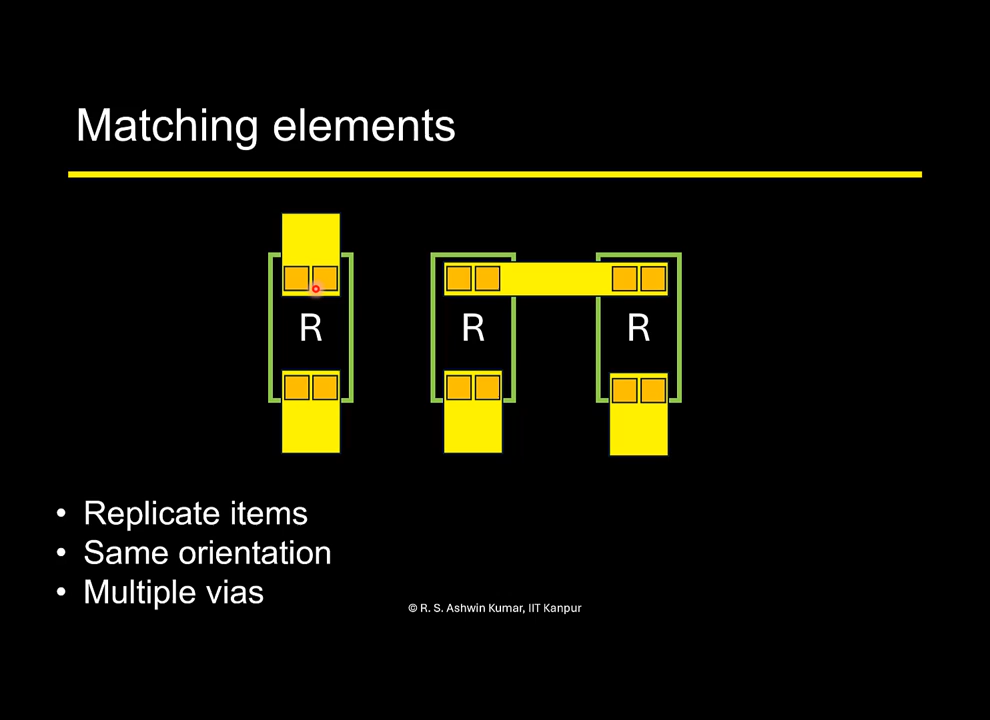 Matching elements
R R R
• Replicate items
• Same orientation
• Multiple vias
© R. S. Ashwin Kumar, IIT Kanpur